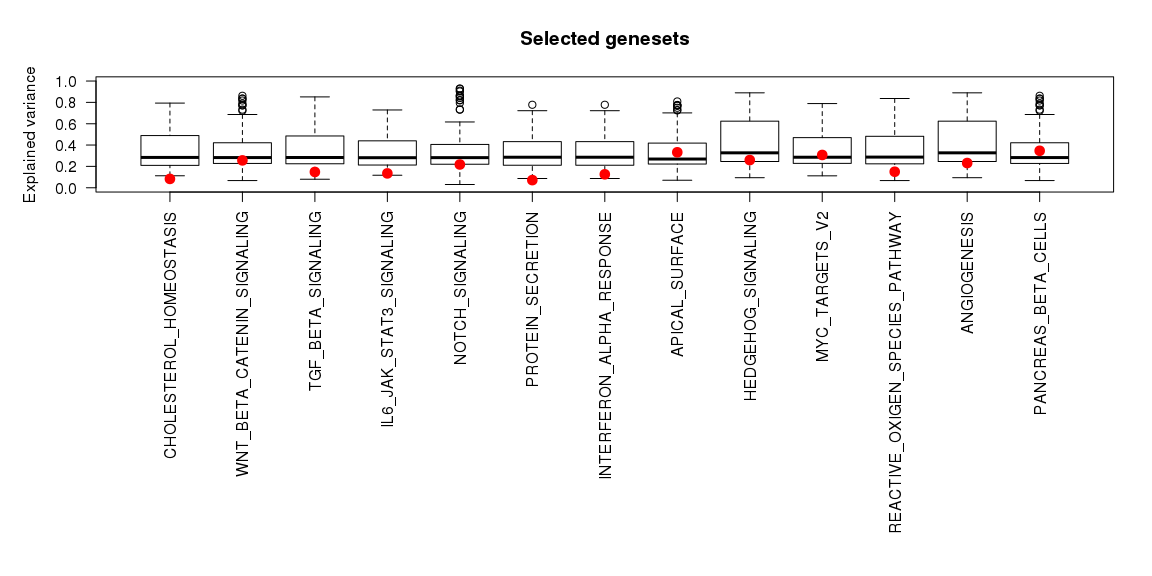 Selected genesets
Explained variance
1.0
0.8
0.6
0.4
0.2
0.0
CHOLESTEROL_HOMEOSTASIS
WNT_BETA_CATENIN_SIGNALING
TGF_BETA_SIGNALING
IL6_JAK_STAT3_SIGNALING
NOTCH_SIGNALING
PROTEIN_SECRETION
INTERFERON_ALPHA_RESPONSE
APICAL_SURFACE
HEDGEHOG_SIGNALING
MYC_TARGETS_V2
REACTIVE_OXIGEN_SPECIES_PATHWAY
ANGIOGENESIS
PANCREAS_BETA_CELLS